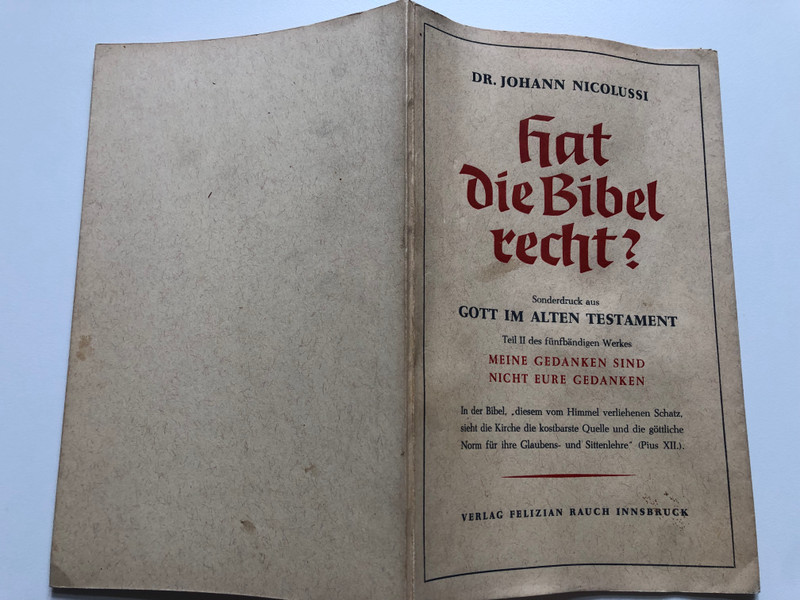 DR. JOHANN NICOLUSSI
Hat
die Bibel
recht?
Sonderdruck aus
GOTT IM ALTEN TESTAMENT
Teil II des fünfbändigen Werkes
MEINE GEDANKEN SIND
NICHT EURE GEDANKEN
In der Bibel, „diesem vom Himmel verliehenen Schatz,
sieht die Kirche die kostbarste Quelle und die göttliche
Norm für ihre Glaubens- und Sittenlehre" (Pius XII.).
VERLAG FELIZIAN RAUCH INNSBRUCK